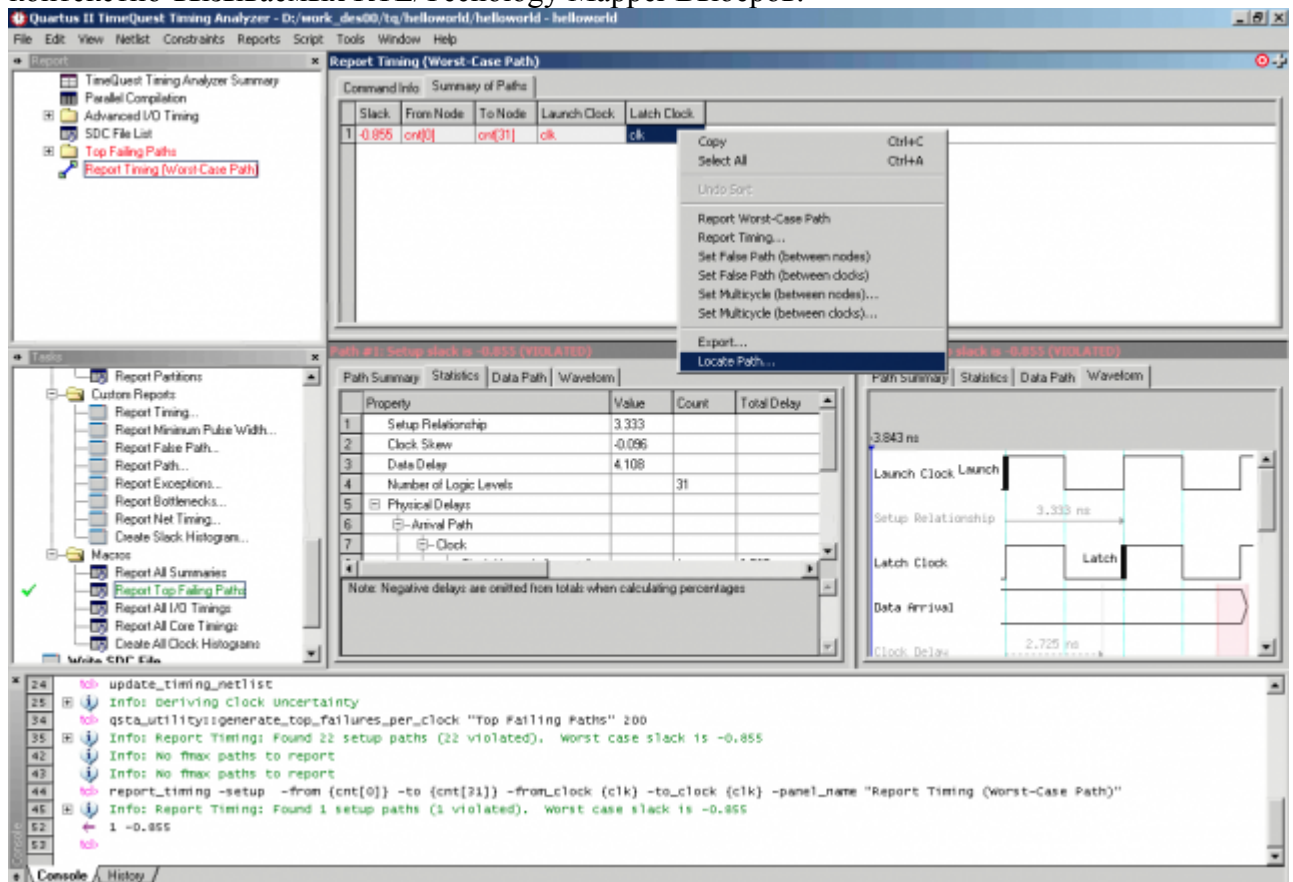 Quartus II TimeQuest Timing Analyzer - D:/work_des00/tq/helloworld/helloworld - helloworld
File Edit View Netlist Constraints Reports Script Tools Window Help
Report
TimeQuest Timing Analyzer Summary
Parallel Compilation
Advanced I/O Timing
SDC File List
Top Failing Paths
Report Timing (Worst-Case Path)
Report Timing (Worst-Case Path)
Command Info Summary of Paths
Slack From Node To Node Launch Clock Latch Clock
1 -0.855 cnt[0] cnt[31] clk clk
Copy Ctrl+C
Select All Ctrl+A
Undo Sort
Report Worst-Case Path
Report Timing...
Set False Path (between nodes)
Set False Path (between clocks)
Set Multicycle (between nodes)...
Set Multicycle (between clocks)...
Export...
Locate Path...
Tasks
Report Partitions
Custom Reports
Report Timing...
Report Minimum Pulse Width...
Report False Path...
Report Path...
Report Exceptions...
Report Bottlenecks...
Report Net Timing...
Create Slack Histogram...
Macros
Report All Summaries
Report Top Failing Paths
Report All I/O Timings
Report All Core Timings
Create All Clock Histograms
Write SDC File
Path #1: Setup slack is -0.855 (VIOLATED)
Path Summary Statistics Data Path Waveform
Property Value Count Total Delay
1 Setup Relationship 3.333
2 Clock Skew -0.096
3 Data Delay 4.108
4 Number of Logic Levels 31
5 Physical Delays
6 Arrival Path
7 Clock
Note: Negative delays are omitted from totals when calculating percentages
slack is -0.855 (VIOLATED)
Path Summary Statistics Data Path Waveform
-3.843 ns
Launch Clock Launch
Setup Relationship 3.333 ns
Latch Clock Latch
Data Arrival
Clock Delay 2.725 ns
24 tcl> update_timing_netlist
25 Info: Deriving Clock Uncertainty
34 tcl> qsta_utility::generate_top_failures_per_clock "Top Failing Paths" 200
35 Info: Report Timing: Found 22 setup paths (22 violated). Worst case slack is -0.855
42 Info: No fmax paths to report
43 Info: No fmax paths to report
44 tcl> report_timing -setup -from {cnt[0]} -to {cnt[31]} -from_clock {clk} -to_clock {clk} -panel_name "Report Timing (Worst-Case Path)"
45 Info: Report Timing: Found 1 setup paths (1 violated). Worst case slack is -0.855
52 1 -0.855
53 tcl>
Console
Console History